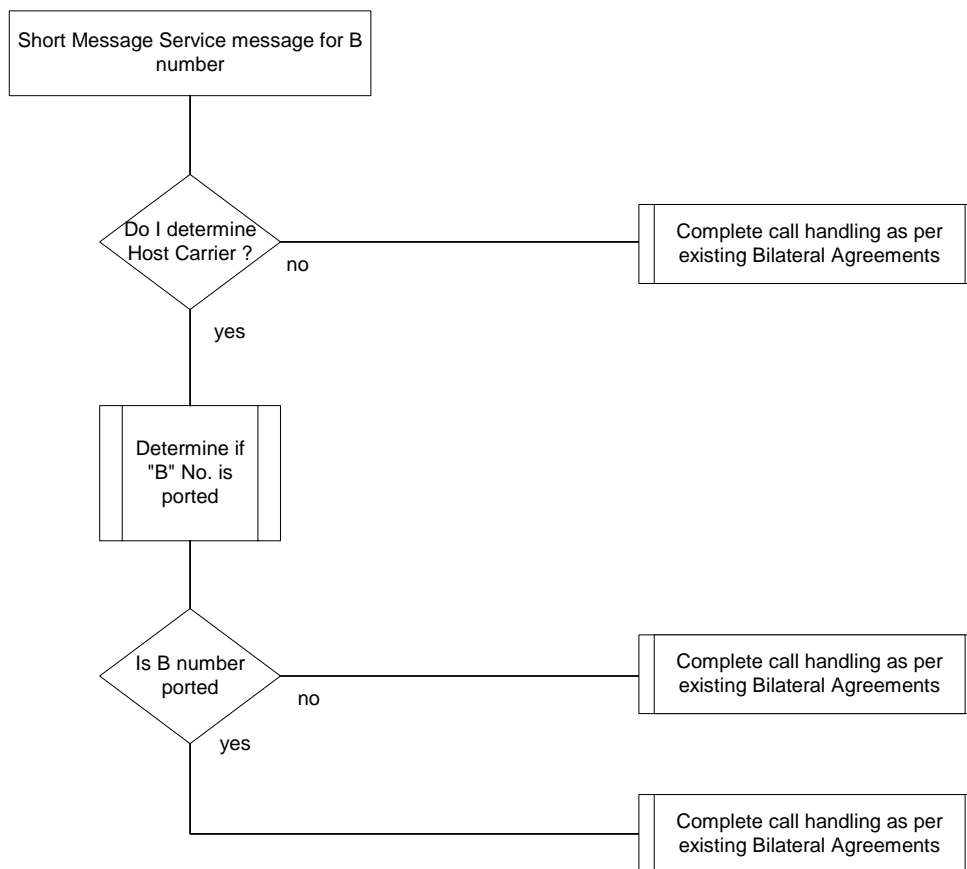 Short Message Service message for B
number
Do I determine
Host Carrier ?
no
Complete call handling as per
existing Bilateral Agreements
yes
Determine if
"B" No. is
ported
Is B number
ported
no
Complete call handling as per
existing Bilateral Agreements
yes
Complete call handling as per
existing Bilateral Agreements